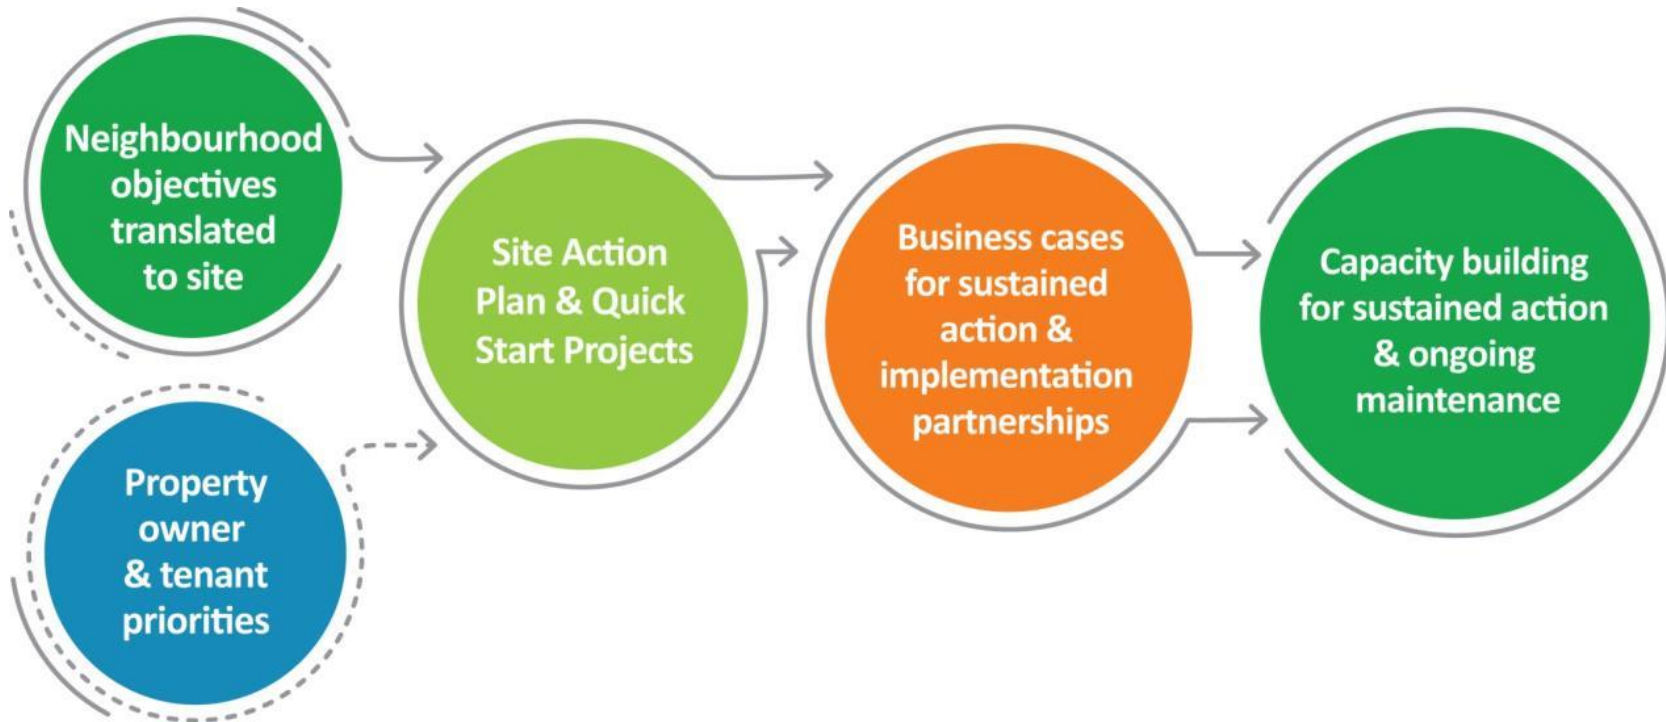 Neighbourhood
objectives
translated
to site
Property
owner
& tenant
priorities
Site Action
Plan & Quick
Start Projects
Business cases
for sustained
action &
implementation
partnerships
Capacity building
for sustained action
& ongoing
maintenance